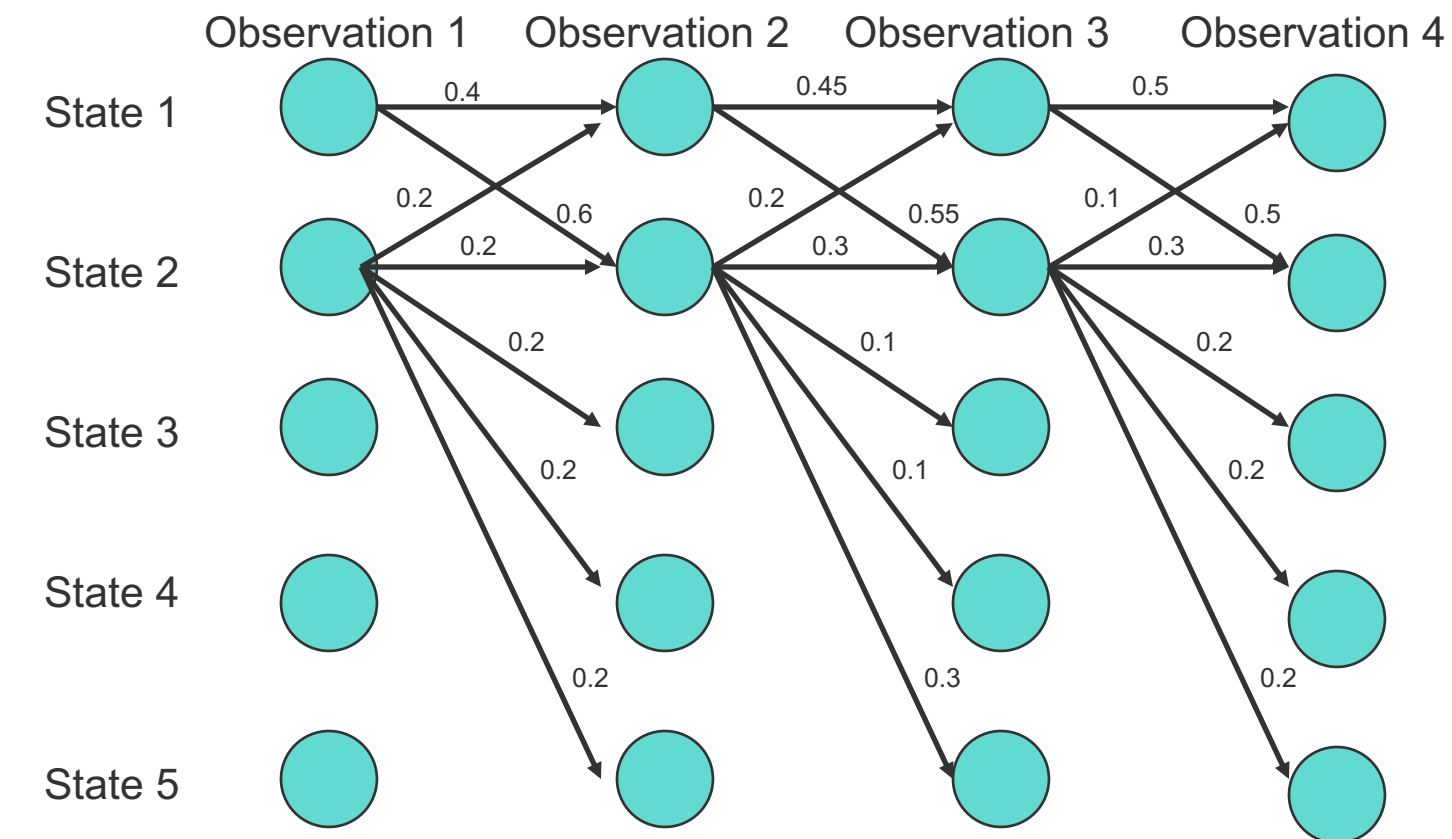 Observation 1 Observation 2 Observation 3 Observation 4
State 1
0.4 0.45 0.5
0.2 0.6 0.2 0.55 0.1 0.5
State 2
0.2 0.3 0.3
0.2 0.1 0.2
State 3
0.2 0.1 0.2
State 4
0.2 0.3 0.2
State 5